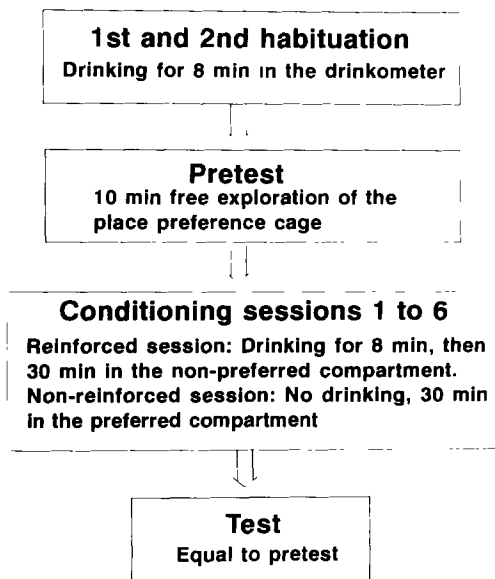 1st and 2nd habituation
Drinking for 8 min in the drinkometer
Pretest
10 min free exploration of the
place preference cage
Conditioning sessions 1 to 6
Reinforced session: Drinking for 8 min, then
30 min in the non-preferred compartment.
Non-reinforced session: No drinking, 30 min
in the preferred compartment
Test
Equal to pretest